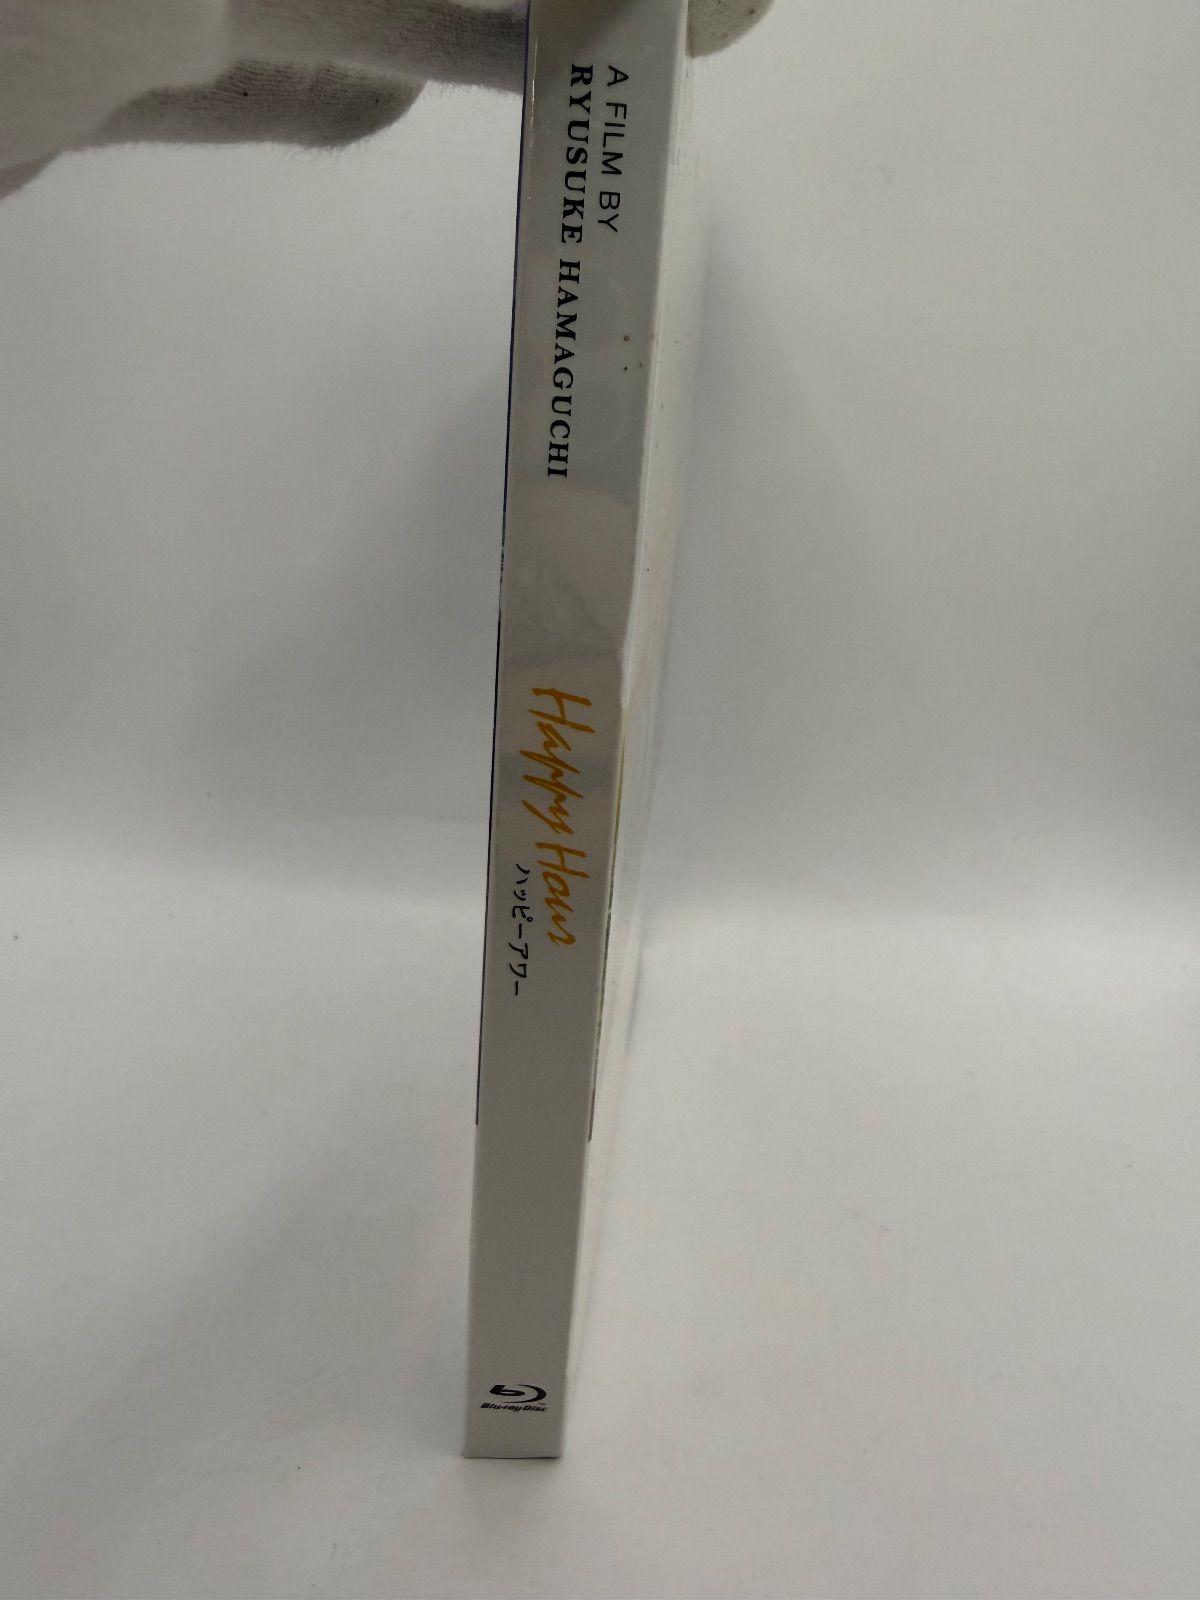 A FILM BY
RYUSUKE HAMAGUCHI
Happy Hour
ハッピーアワー
Blu-ray Disc